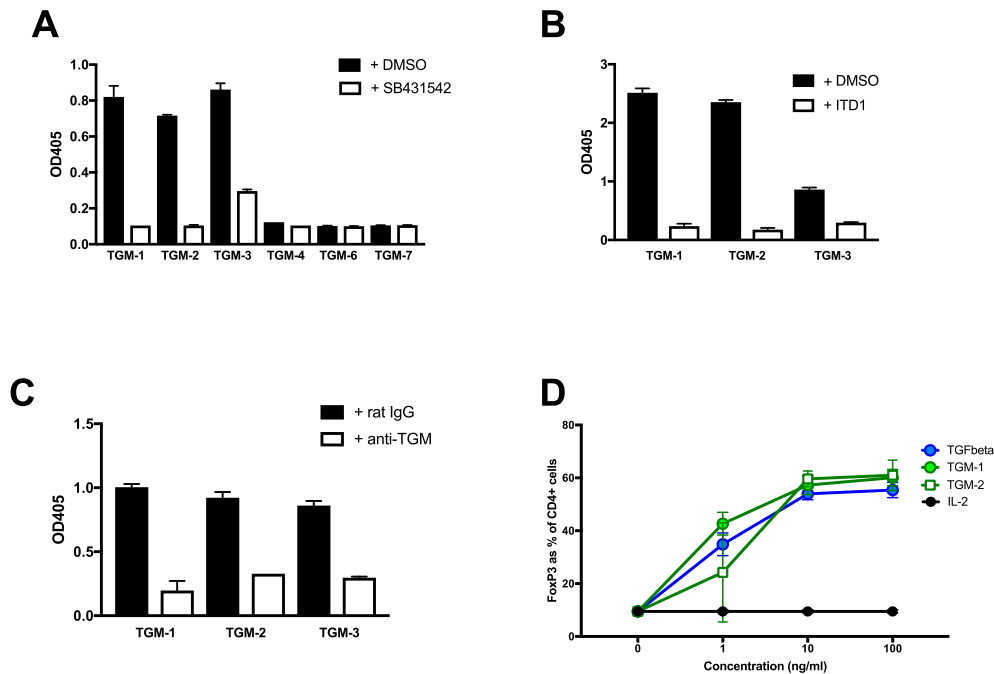 A
+ DMSO
+ SB431542
OD405
1.0
0.8
0.6
0.4
0.2
0.0
TGM-1 TGM-2 TGM-3 TGM-4 TGM-6 TGM-7
B
+ DMSO
+ ITD1
OD405
3
2
1
0
TGM-1 TGM-2 TGM-3
C
+ rat IgG
+ anti-TGM
OD405
1.5
1.0
0.5
0.0
TGM-1 TGM-2 TGM-3
D
TGFbeta
TGM-1
TGM-2
IL-2
FoxP3 as % of CD4+ cells
80
60
40
20
0
0 1 10 100
Concentration (ng/ml)